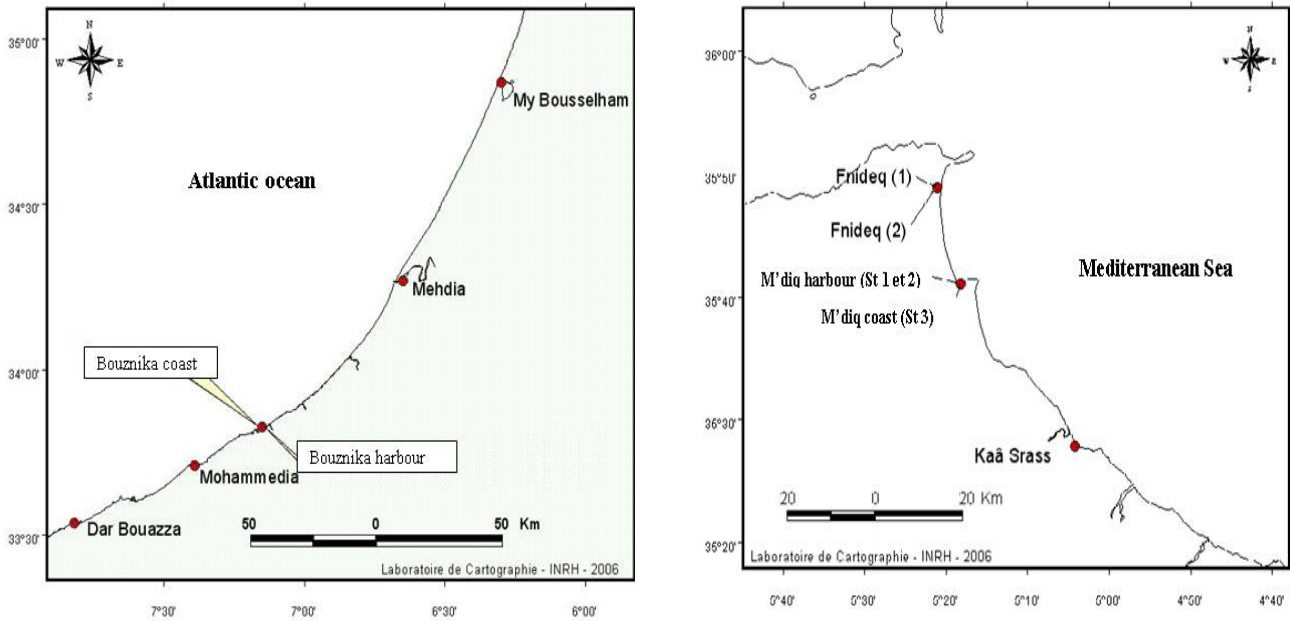 N
W E
S
35°00'
34°30'
34°00'
33°30'
Atlantic ocean
My Bousselham
Mehdia
Bouznika coast
Bouznika harbour
Mohammedia
Dar Bouazza
50 0 50 Km
Laboratoire de Cartographie - INRH - 2006
7°30' 7°00' 6°30' 6°00'
N
W E
S
36°00'
35°50'
35°40'
35°30'
35°20'
Fnideq (1)
Fnideq (2)
M'diq harbour (St 1 et 2)
M'diq coast (St 3)
Mediterranean Sea
Kaâ Srass
20 0 20 Km
Laboratoire de Cartographie - INRH - 2006
5°40' 5°30' 5°20' 5°10' 5°00' 4°50' 4°40'